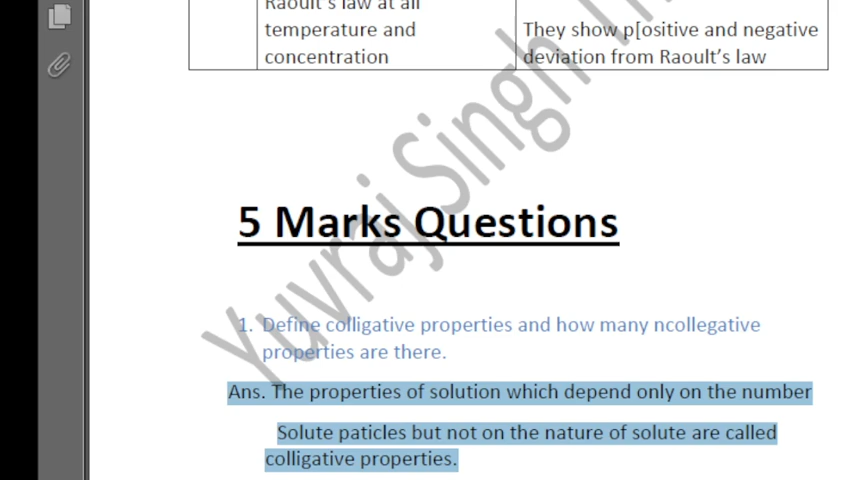 Raoult's law at all
temperature and
concentration
They show p[ositive and negative
deviation from Raoult's law
Yuvraj Singh
5 Marks Questions
1. Define colligative properties and how many ncollegative
properties are there.
Ans. The properties of solution which depend only on the number
Solute paticles but not on the nature of solute are called
colligative properties.